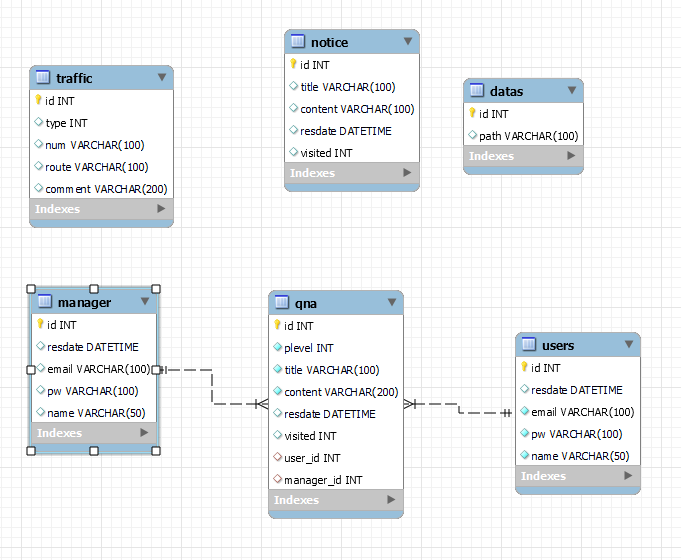 traffic
id INT
type INT
num VARCHAR(100)
route VARCHAR(100)
comment VARCHAR(200)
Indexes
notice
id INT
title VARCHAR(100)
content VARCHAR(100)
resdate DATETIME
visited INT
Indexes
datas
id INT
path VARCHAR(100)
Indexes
manager
id INT
resdate DATETIME
email VARCHAR(100)
pw VARCHAR(100)
name VARCHAR(50)
Indexes
qna
id INT
plevel INT
title VARCHAR(100)
content VARCHAR(200)
resdate DATETIME
visited INT
user_id INT
manager_id INT
Indexes
users
id INT
resdate DATETIME
email VARCHAR(100)
pw VARCHAR(100)
name VARCHAR(50)
Indexes